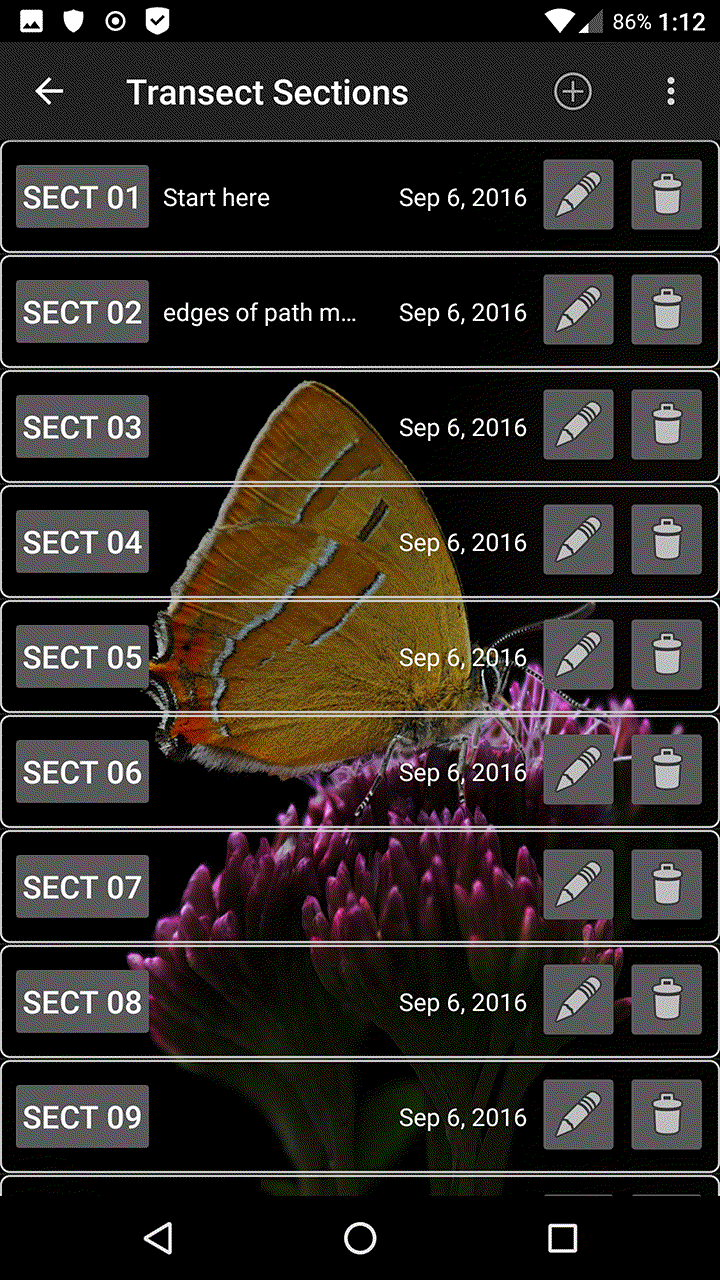 86% 1:12
Transect Sections
SECT 01 Start here Sep 6, 2016
SECT 02 edges of path m... Sep 6, 2016
SECT 03 Sep 6, 2016
SECT 04 Sep 6, 2016
SECT 05 Sep 6, 2016
SECT 06 Sep 6, 2016
SECT 07
SECT 08 Sep 6, 2016
SECT 09 Sep 6, 2016